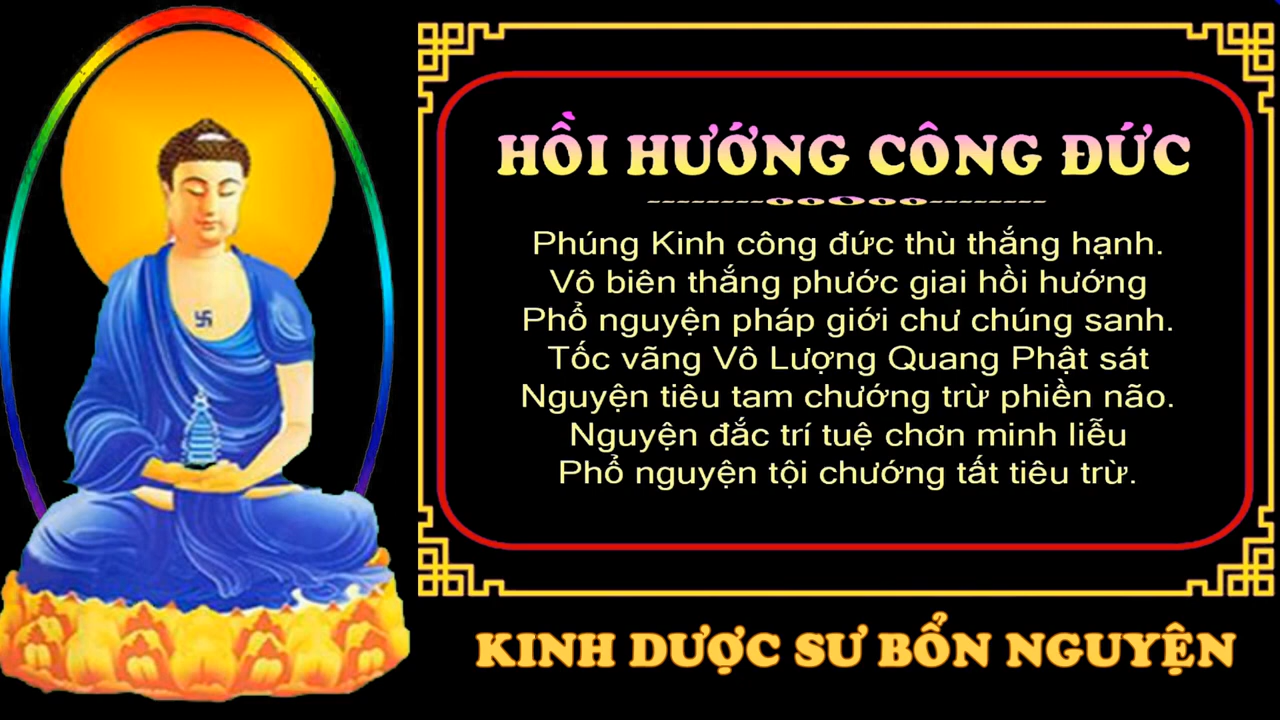 HỒI HƯỚNG CÔNG ĐỨC
--------ooOoo--------
Phúng Kinh công đức thù thắng hạnh.
Vô biên thắng phước giai hồi hướng
Phổ nguyện pháp giới chư chúng sanh.
Tốc vãng Vô Lượng Quang Phật sát
Nguyện tiêu tam chướng trừ phiền não.
Nguyện đắc trí tuệ chơn minh liễu
Phổ nguyện tội chướng tất tiêu trừ.
KINH DƯỢC SƯ BỔN NGUYỆN